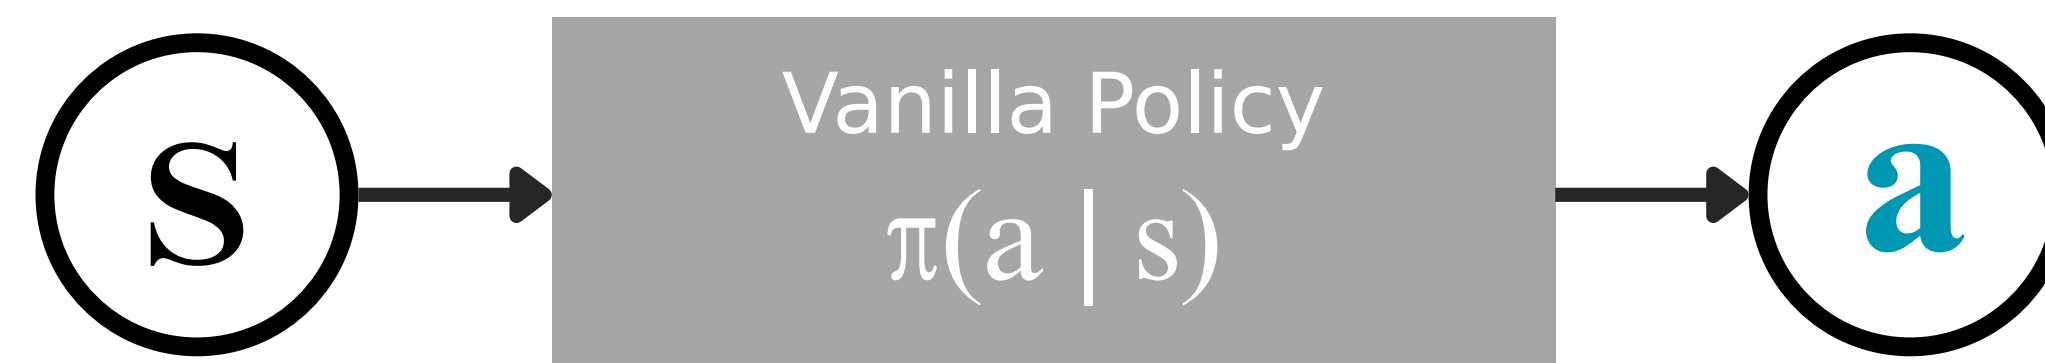 s
Vanilla Policy
π(a | s)
a